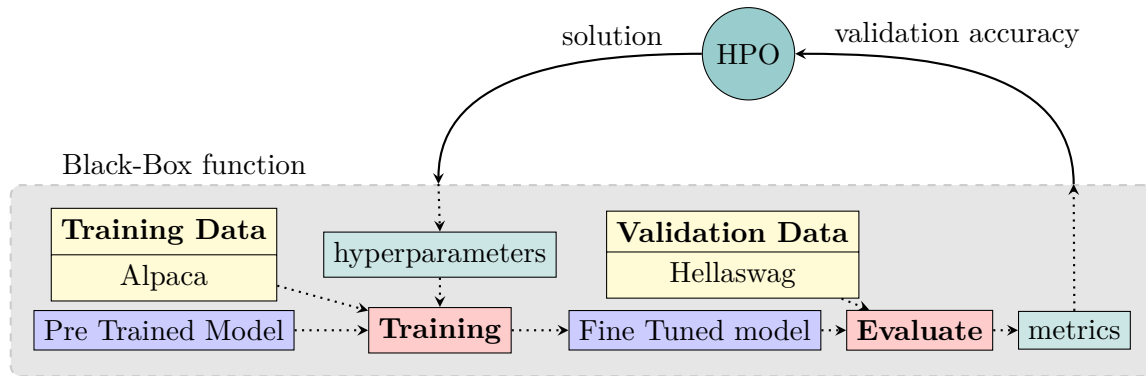 solution
HPO
validation accuracy
Black-Box function
Training Data
Alpaca
hyperparameters
Validation Data
Hellaswag
Pre Trained Model
Training
Fine Tuned model
Evaluate
metrics